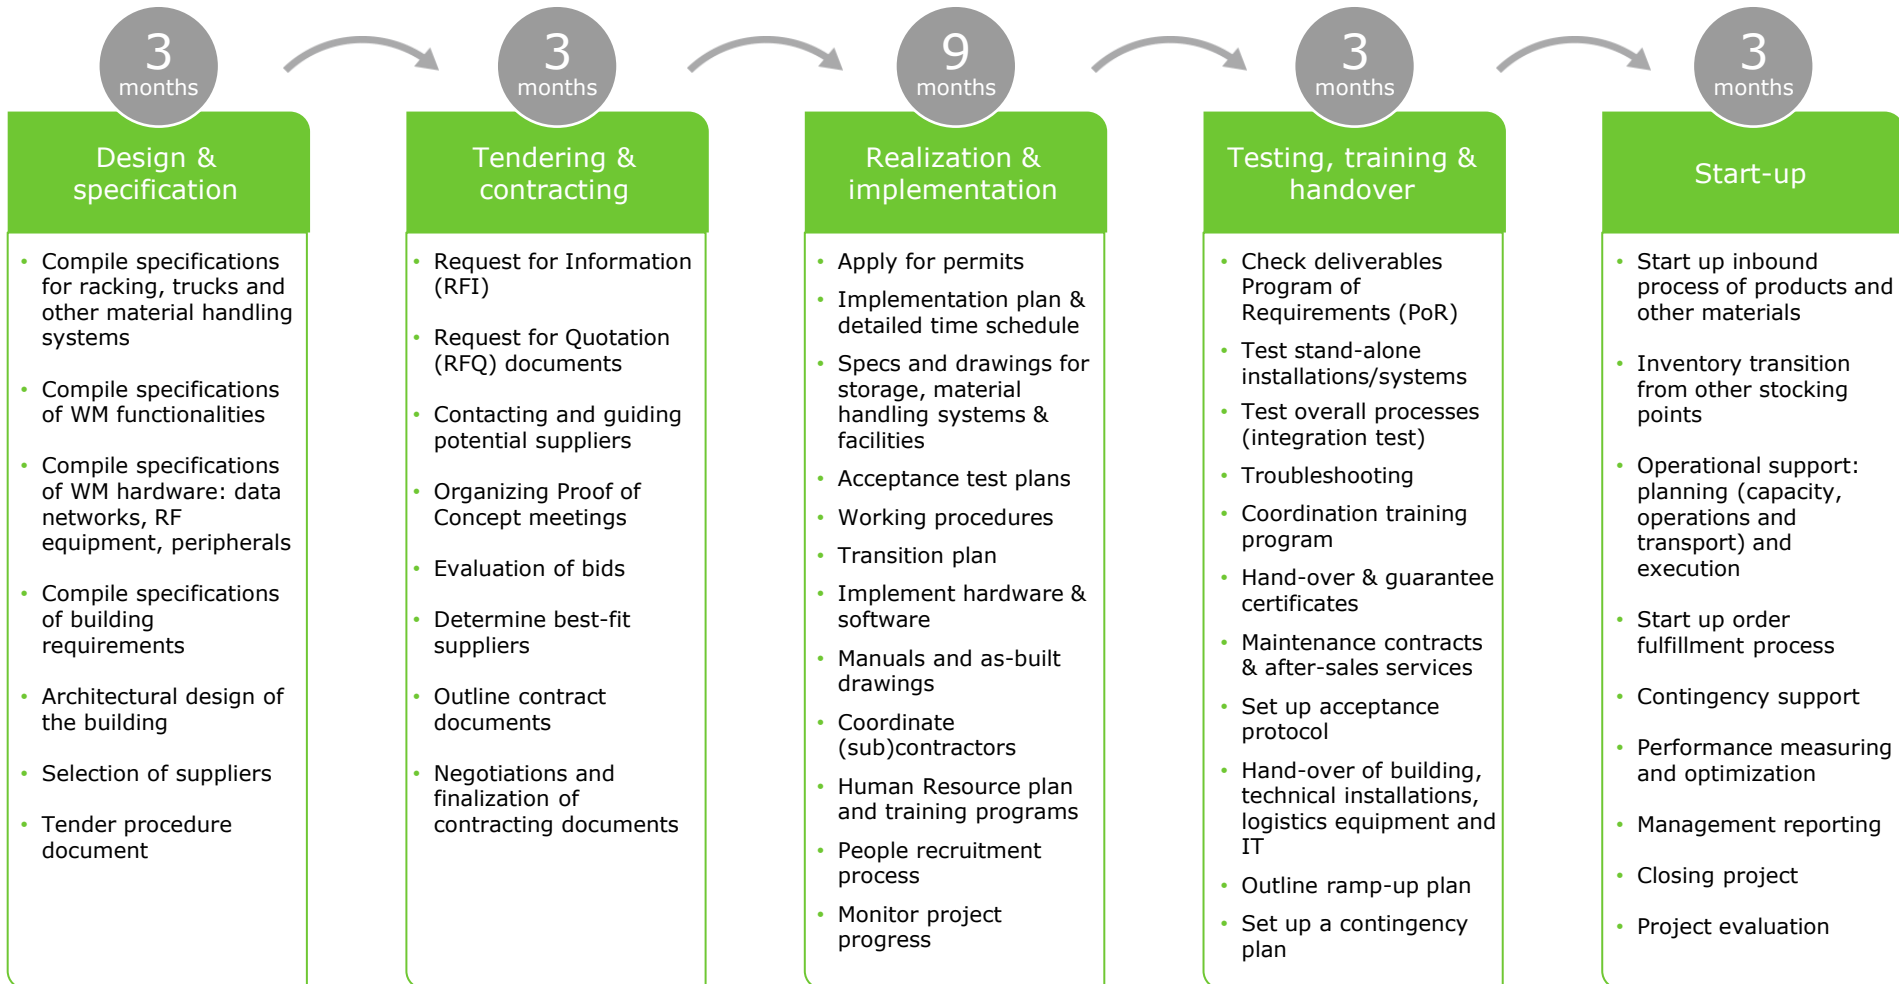 3
months
Design &
specification
• Compile specifications
for racking, trucks and
other material handling
systems
• Compile specifications
of WM functionalities
• Compile specifications
of WM hardware: data
networks, RF
equipment, peripherals
• Compile specifications
of building
requirements
• Architectural design of
the building
• Selection of suppliers
• Tender procedure
document
3
months
Tendering &
contracting
• Request for Information
(RFI)
• Request for Quotation
(RFQ) documents
• Contacting and guiding
potential suppliers
• Organizing Proof of
Concept meetings
• Evaluation of bids
• Determine best-fit
suppliers
• Outline contract
documents
• Negotiations and
finalization of
contracting documents
9
months
Realization &
implementation
• Apply for permits
• Implementation plan &
detailed time schedule
• Specs and drawings for
storage, material
handling systems &
facilities
• Acceptance test plans
• Working procedures
• Transition plan
• Implement hardware &
software
• Manuals and as-built
drawings
• Coordinate
(sub)contractors
• Human Resource plan
and training programs
• People recruitment
process
• Monitor project
progress
3
months
Testing, training &
handover
• Check deliverables
Program of
Requirements (PoR)
• Test stand-alone
installations/systems
• Test overall processes
(integration test)
• Troubleshooting
• Coordination training
program
• Hand-over & guarantee
certificates
• Maintenance contracts
& after-sales services
• Set up acceptance
protocol
• Hand-over of building,
technical installations,
logistics equipment and
IT
• Outline ramp-up plan
• Set up a contingency
plan
3
months
Start-up
• Start up inbound
process of products and
other materials
• Inventory transition
from other stocking
points
• Operational support:
planning (capacity,
operations and
transport) and
execution
• Start up order
fulfillment process
• Contingency support
• Performance measuring
and optimization
• Management reporting
• Closing project
• Project evaluation